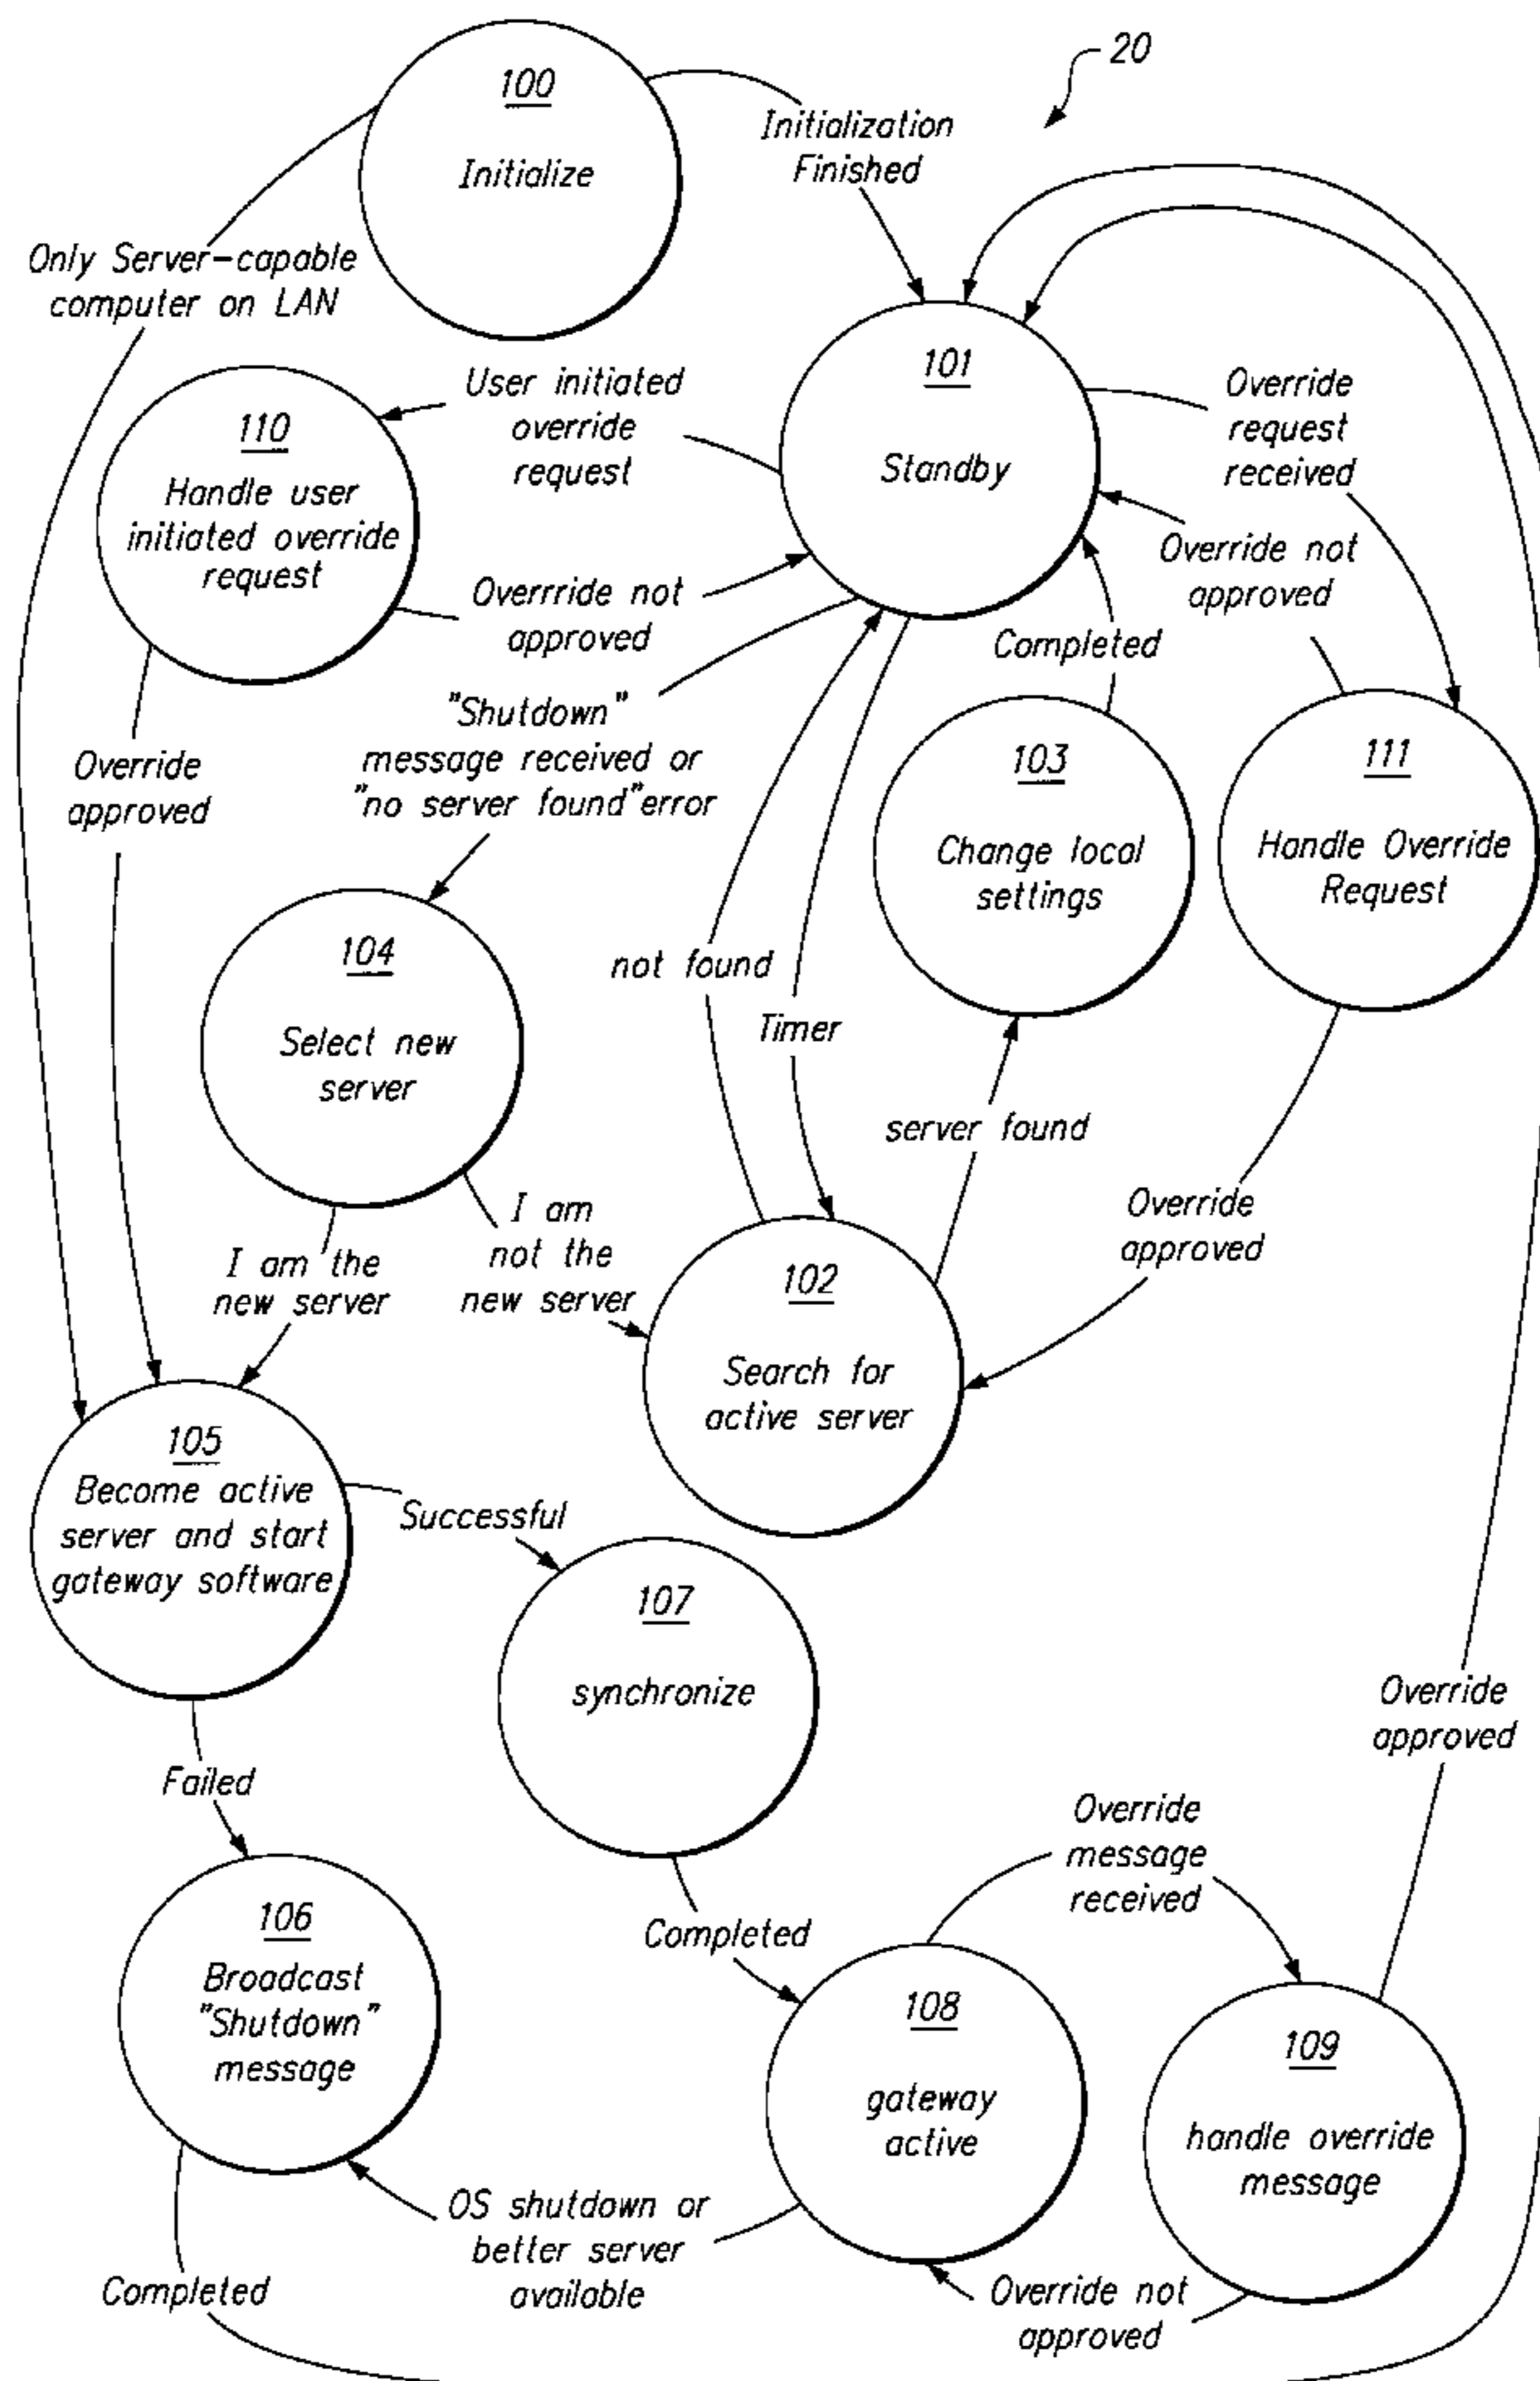 20
100
Initialize
Initialization
Finished
Only Server-capable
computer on LAN
101
Standby
User initiated
override
request
Override
request
received
110
Handle user
initiated override
request
Override not
approved
Overrride not
approved
Completed
"Shutdown"
message received or
"no server found"error
Override
approved
103
Change local
settings
111
Handle Override
Request
104
Select new
server
not found
Timer
server found
Override
approved
I am
not the
new server
I am the
new server
102
Search for
active server
105
Become active
server and start
gateway software
Successful
107
synchronize
Override
approved
Failed
Override
message
received
106
Broadcast
"Shutdown"
message
Completed
108
gateway
active
109
handle override
message
OS shutdown or
better server
available
Completed
Override not
approved